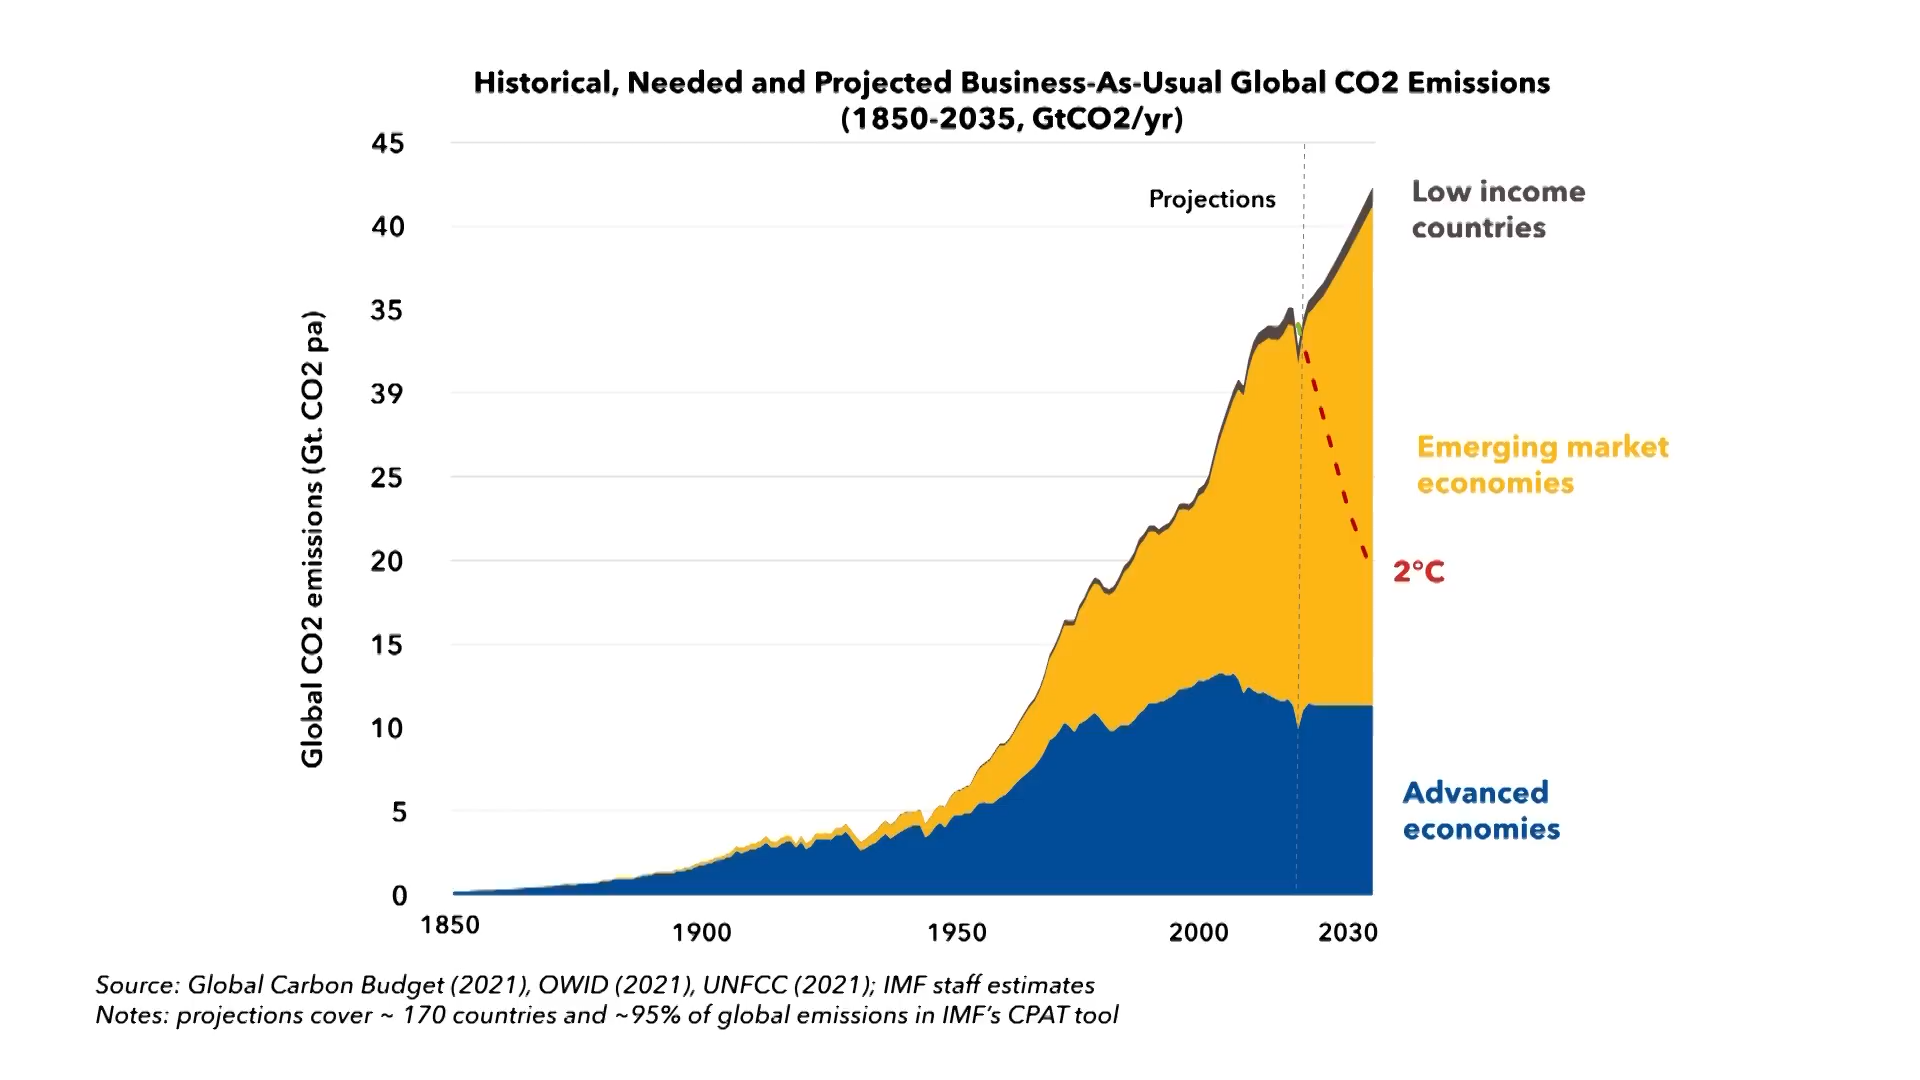 Historical, Needed and Projected Business-As-Usual Global CO2 Emissions
(1850-2035, GtCO2/yr)
45
40
35
39
25
20
15
10
5
0
Global CO2 emissions (Gt. CO2 pa)
Projections
Low income
countries
Emerging market
economies
2°C
Advanced
economies
1850
1900
1950
2000
2030
Source: Global Carbon Budget (2021), OWID (2021), UNFCC (2021); IMF staff estimates
Notes: projections cover ~ 170 countries and ~95% of global emissions in IMF's CPAT tool